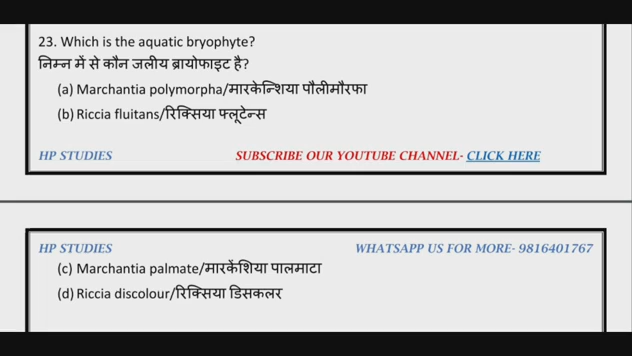 23. Which is the aquatic bryophyte?
निम्न में से कौन जलीय ब्रायोफाइट है?
(a) Marchantia polymorpha/मारकेन्शिया पौलीमौरफा
(b) Riccia fluitans/रिक्सिया फ्लूटेन्स
HP STUDIES SUBSCRIBE OUR YOUTUBE CHANNEL- CLICK HERE
HP STUDIES WHATSAPP US FOR MORE- 9816401767
(c) Marchantia palmate/मारकेंशिया पालमाटा
(d) Riccia discolour/रिक्सिया डिसकलर